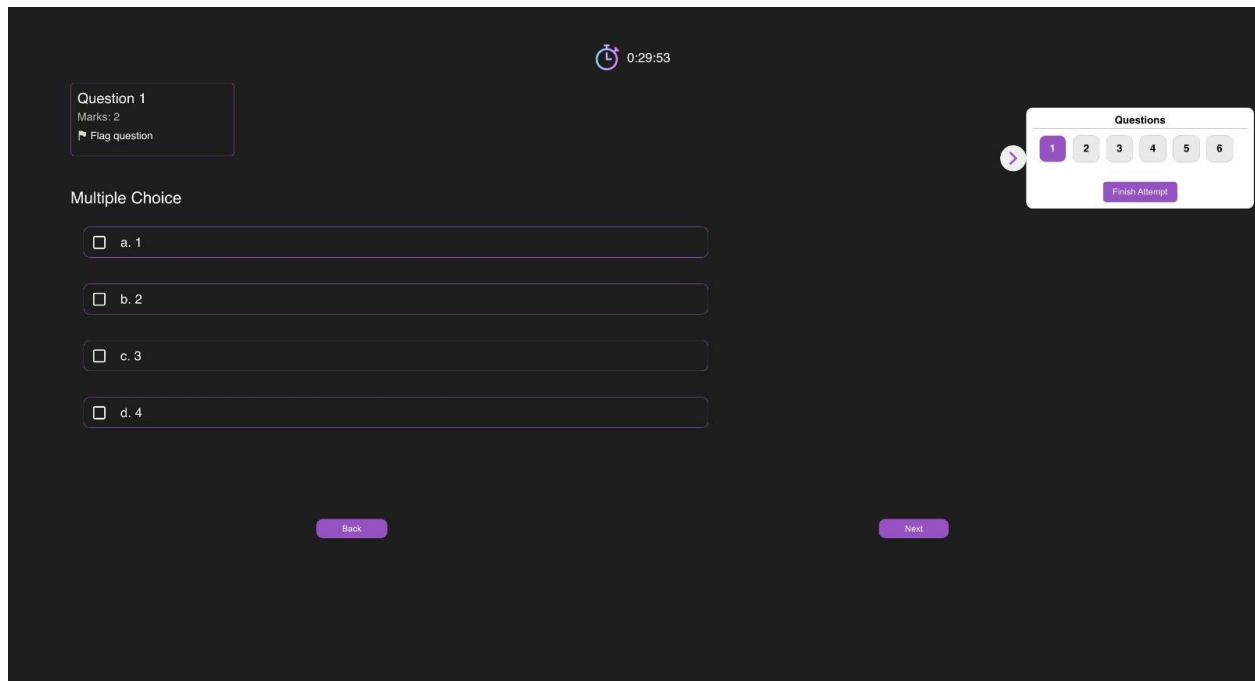 0:29:53
Question 1
Marks: 2
Flag question
Questions
1 2 3 4 5 6
Finish Attempt
Multiple Choice
a. 1
b. 2
c. 3
d. 4
Back
Next